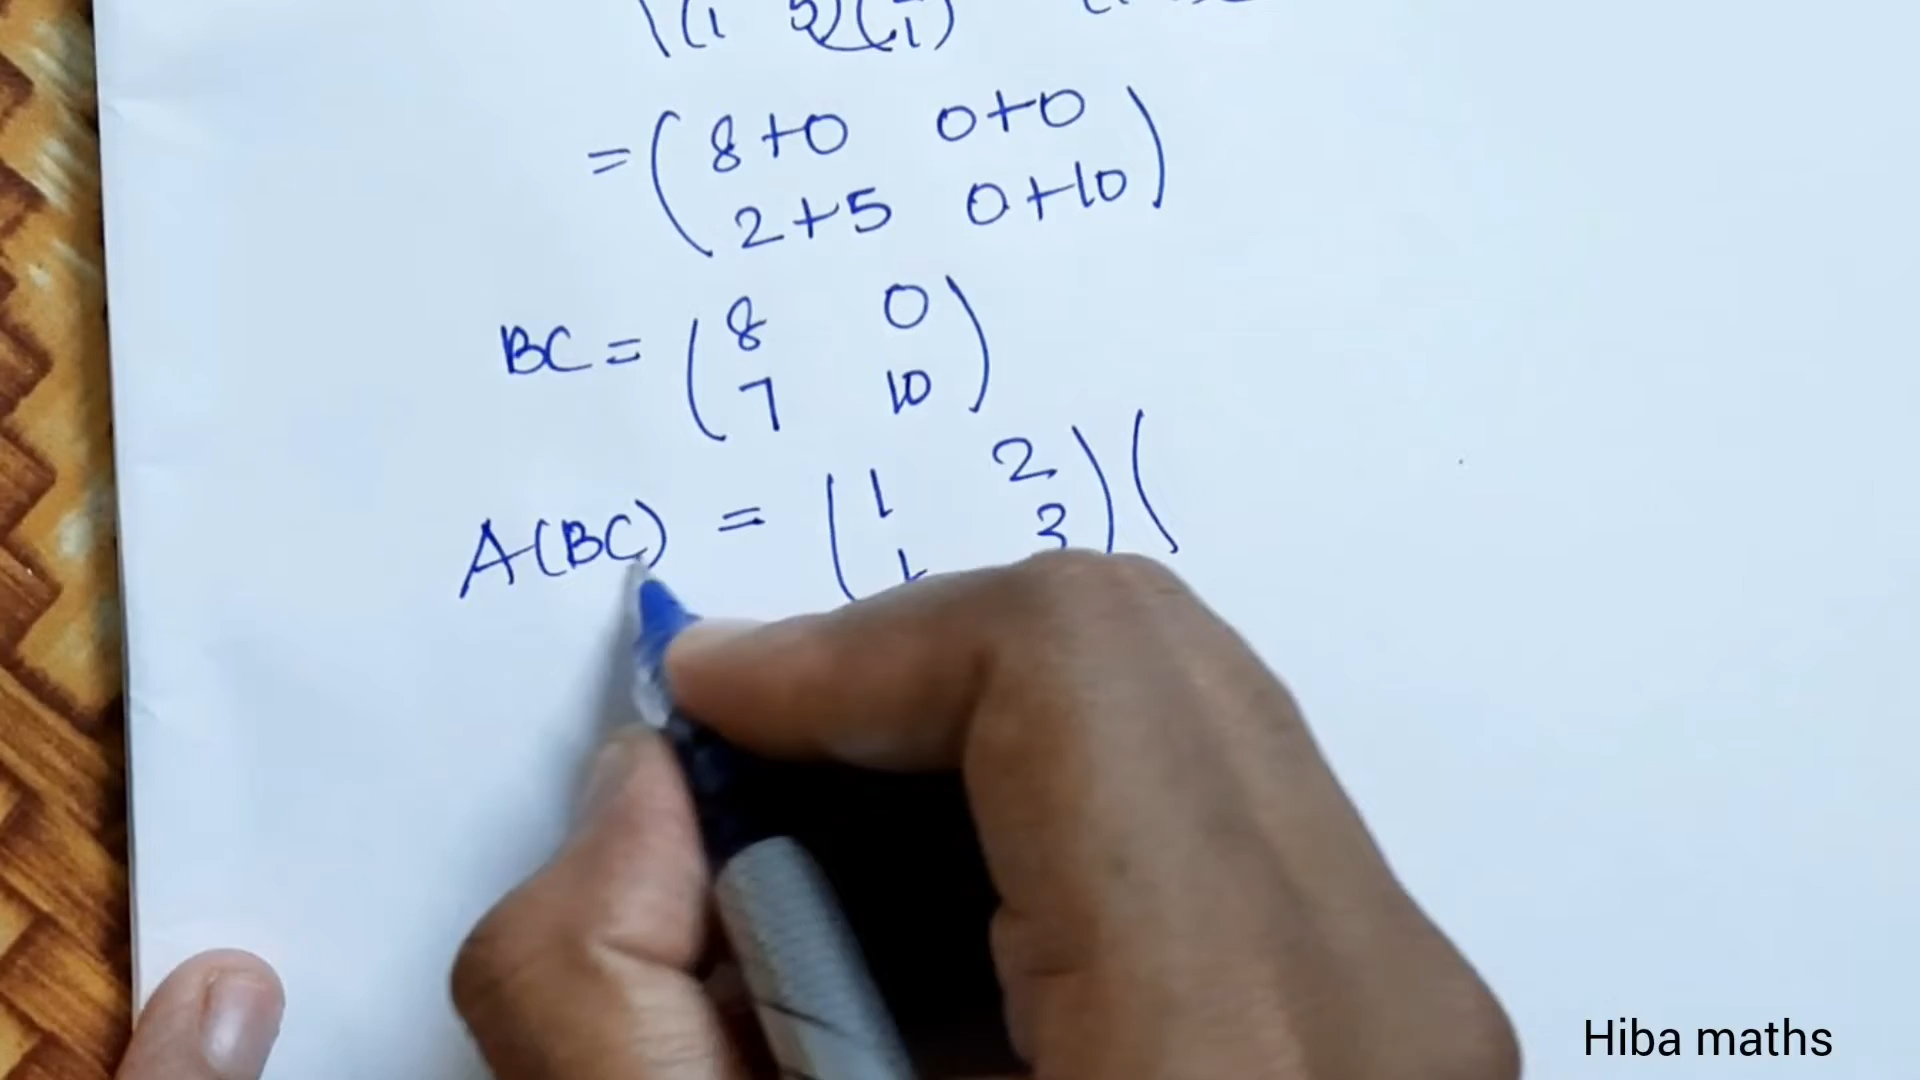 = ( 8+0 0+0 )
( 2+5 0+10 )
BC = ( 8 0 )
( 7 10 )
A(BC) = ( 1 2 ) (
( 1 3 )
Hiba maths